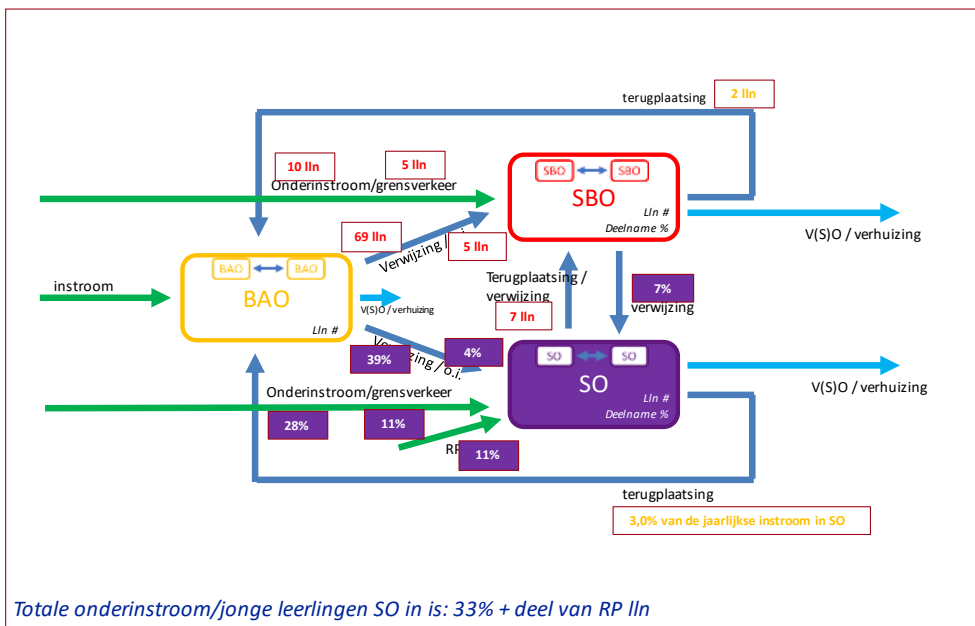 terugplaatsing
2 lln
10 lln
5 lln
Onderinstroom/grensverkeer
SBO
SBO
SBO
Lln #
Deelname %
V(S)O / verhuizing
69 lln
Verwijzing /
5 lln
BAO
BAO
BAO
Lln #
instroom
V(S)O / verhuizing
Terugplaatsing /
verwijzing
7 lln
7%
verwijzing
39%
4%
SO
SO
SO
Lln #
Deelname %
V(S)O / verhuizing
Onderinstroom/grensverkeer
28%
11%
11%
terugplaatsing
3,0% van de jaarlijkse instroom in SO
Totale onderinstroom/jonge leerlingen SO in is: 33% + deel van RP lln